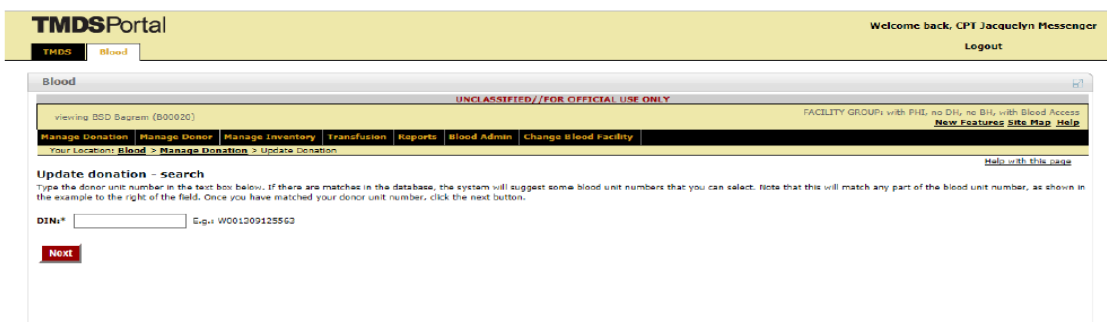 TMDSPortal
Welcome back, CPT Jacquelyn Messenger
Logout
TMDS Blood
Blood
UNCLASSIFIED//FOR OFFICIAL USE ONLY
viewing BSD Bagram (B00020)
FACILITY GROUP: with PHI, no DH, no BH, with Blood Access
New Features Site Map Help
Manage Donation Manage Donor Manage Inventory Transfusion Reports Blood Admin Change Blood Facility
Your Location: Blood > Manage Donation > Update Donation
Help with this page
Update donation - search
Type the donor unit number in the text box below. If there are matches in the database, the system will suggest some blood unit numbers that you can select. Note that this will match any part of the blood unit number, as shown in
the example to the right of the field. Once you have matched your donor unit number, click the next button.
DIN:* E.g.: W001309125563
Next